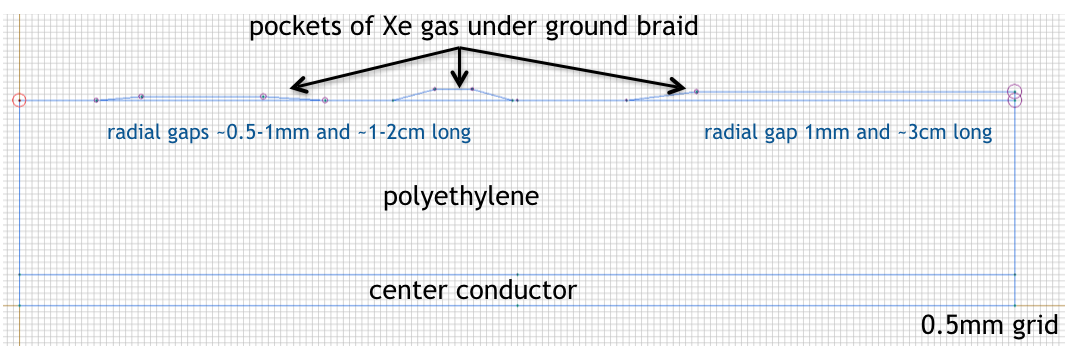 pockets of Xe gas under ground braid
radial gaps ~0.5-1mm and ~1-2cm long
radial gap 1mm and ~3cm long
polyethylene
center conductor
0.5mm grid